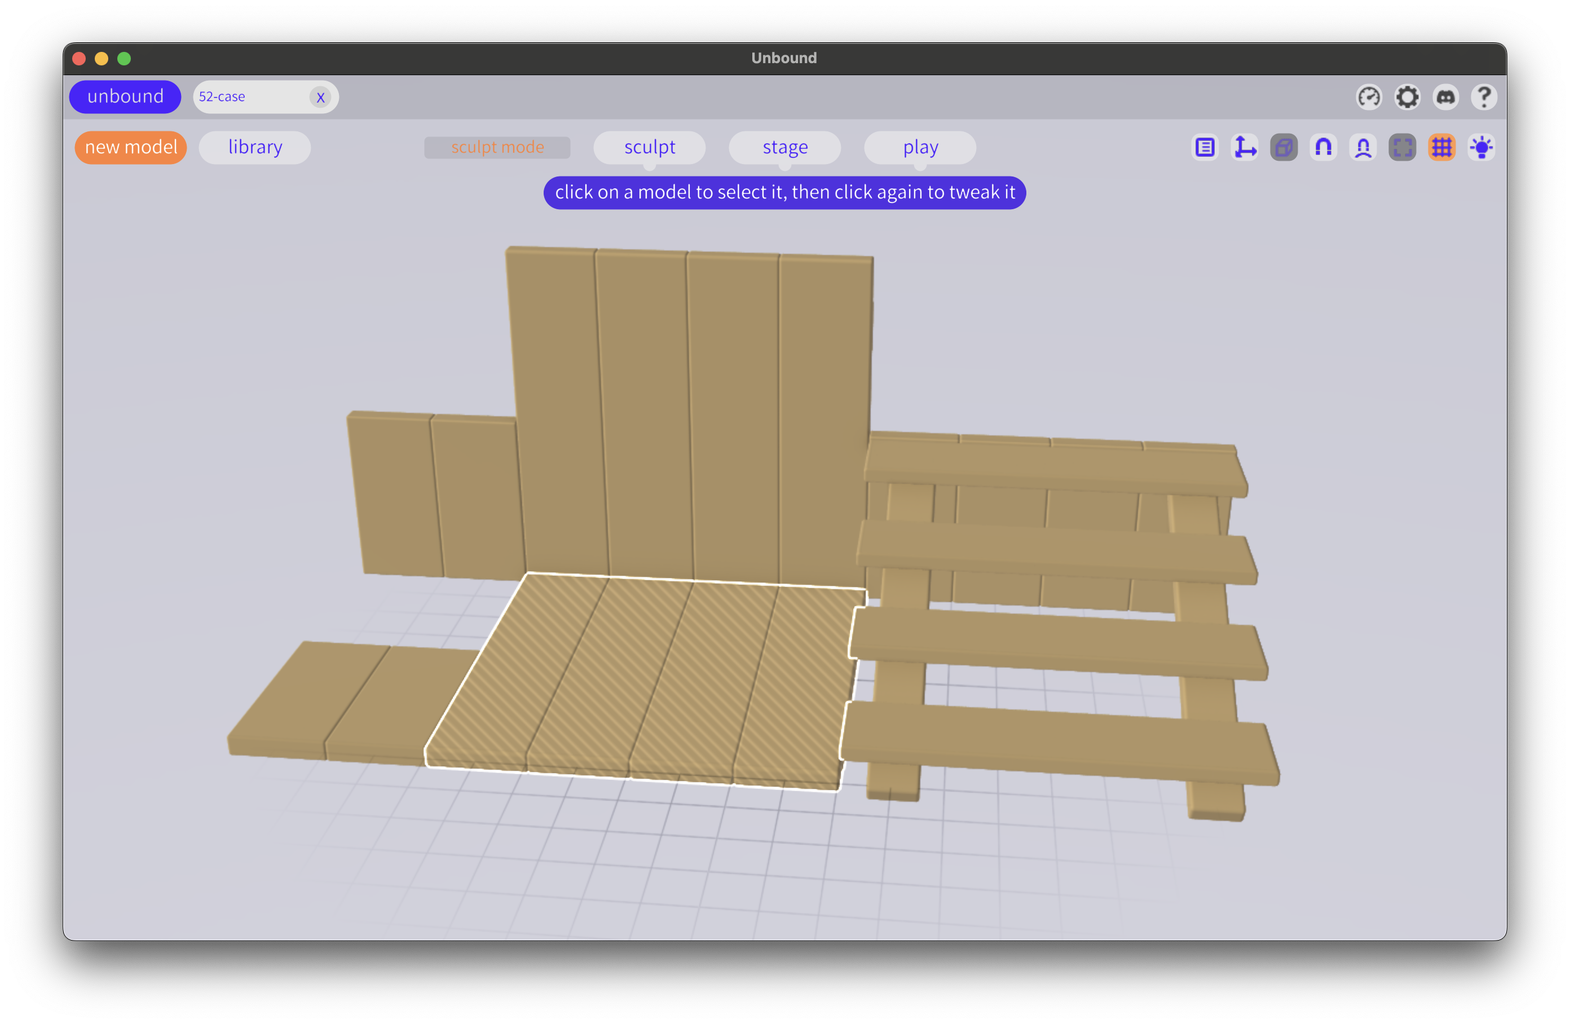 Unbound
unbound
52-case
X
new model
library
sculpt mode
sculpt
stage
play
click on a model to select it, then click again to tweak it
?